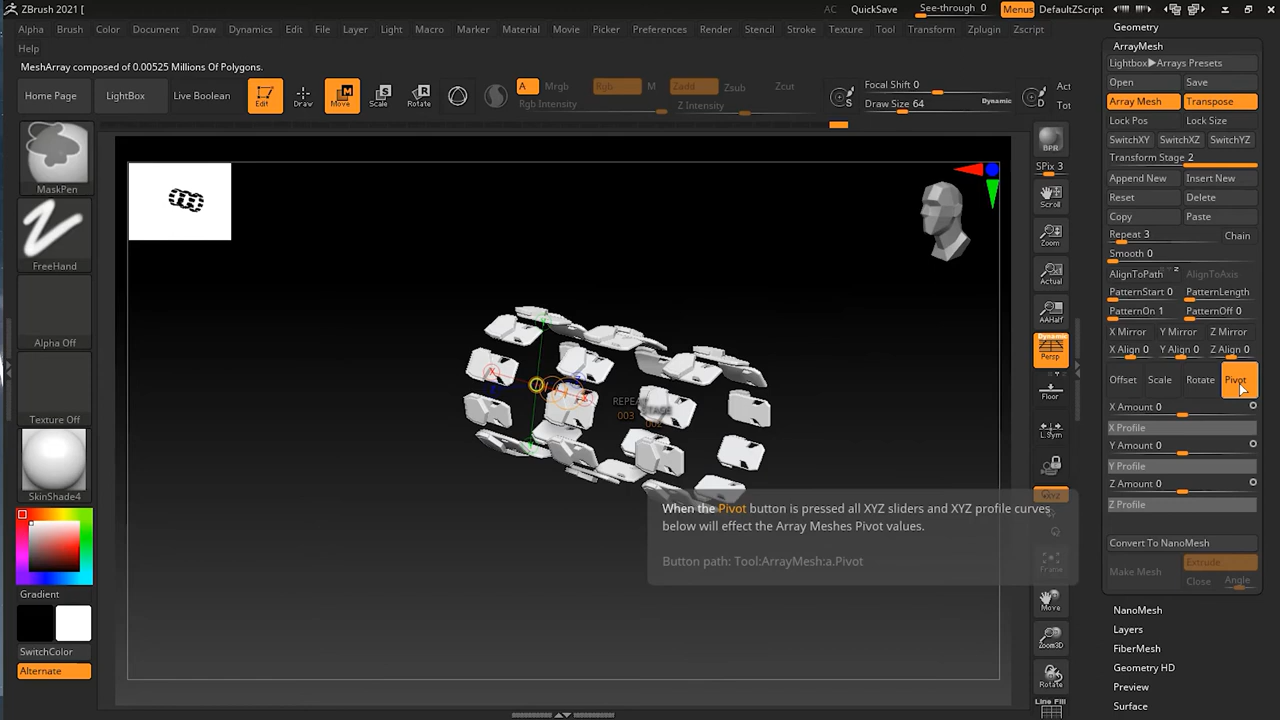 ZBrush 2021 [
AC QuickSave See-through 0 Menus DefaultZScript
Alpha Brush Color Document Draw Dynamics Edit File Layer Light Macro Marker Material Movie Picker Preferences Render Stencil Stroke Texture Tool Transform Zplugin Zscript
Help
MeshArray composed of 0.00525 Millions Of Polygons.
Home Page LightBox Live Boolean Edit Draw Move Scale Rotate
A Mrgb Rgb M Zadd Zsub Zcut
Rgb Intensity Z Intensity
S Focal Shift 0
Draw Size 64 Dynamic
D Act
Tot
MaskPen
FreeHand
Alpha Off
Texture Off
SkinShade4
Gradient
SwitchColor
Alternate
X
Y
X
REPEAT
003
STAGE
002
When the Pivot button is pressed all XYZ sliders and XYZ profile curves
below will effect the Array Meshes Pivot values.
Button path: Tool:ArrayMesh:a.Pivot
BPR
SPix 3
Scroll
Zoom
Actual
AAHalf
Dynamic
Persp
Floor
L.Sym
Xyz
Frame
Move
Zoom3D
Rotate
Line Fill
Geometry
ArrayMesh
Lightbox▶Arrays Presets
Open Save
Array Mesh Transpose
Lock Pos Lock Size
SwitchXY SwitchXZ SwitchYZ
Transform Stage 2
Append New Insert New
Reset Delete
Copy Paste
Repeat 3 Chain
Smooth 0
AlignToPath AlignToAxis
PatternStart 0 PatternLength
PatternOn 1 PatternOff 0
X Mirror Y Mirror Z Mirror
X Align 0 Y Align 0 Z Align 0
Offset Scale Rotate Pivot
X Amount 0
X Profile
Y Amount 0
Y Profile
Z Amount 0
Z Profile
Convert To NanoMesh
Make Mesh Extrude
Close Angle
NanoMesh
Layers
FiberMesh
Geometry HD
Preview
Surface